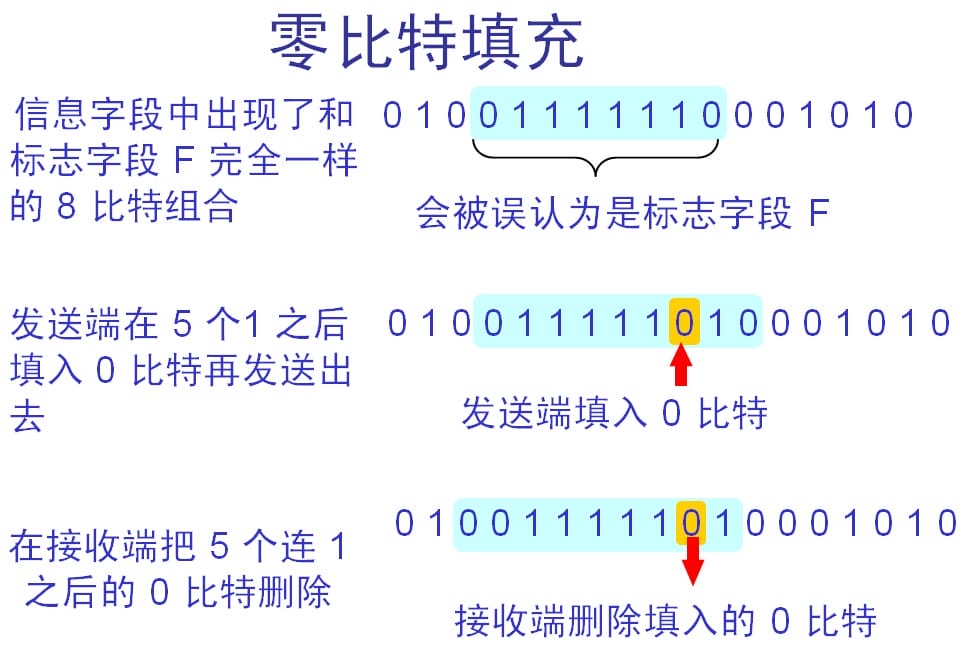 零比特填充
信息字段中出现了和
标志字段 F 完全一样
的 8 比特组合
0 1 0 0 1 1 1 1 1 1 0 0 0 1 0 1 0
会被误认为是标志字段 F
发送端在 5 个1 之后
填入 0 比特再发送出
去
0 1 0 0 1 1 1 1 1 0 1 0 0 0 1 0 1 0
发送端填入 0 比特
在接收端把 5 个连 1
之后的 0 比特删除
0 1 0 0 1 1 1 1 1 0 1 0 0 0 1 0 1 0
接收端删除填入的 0 比特